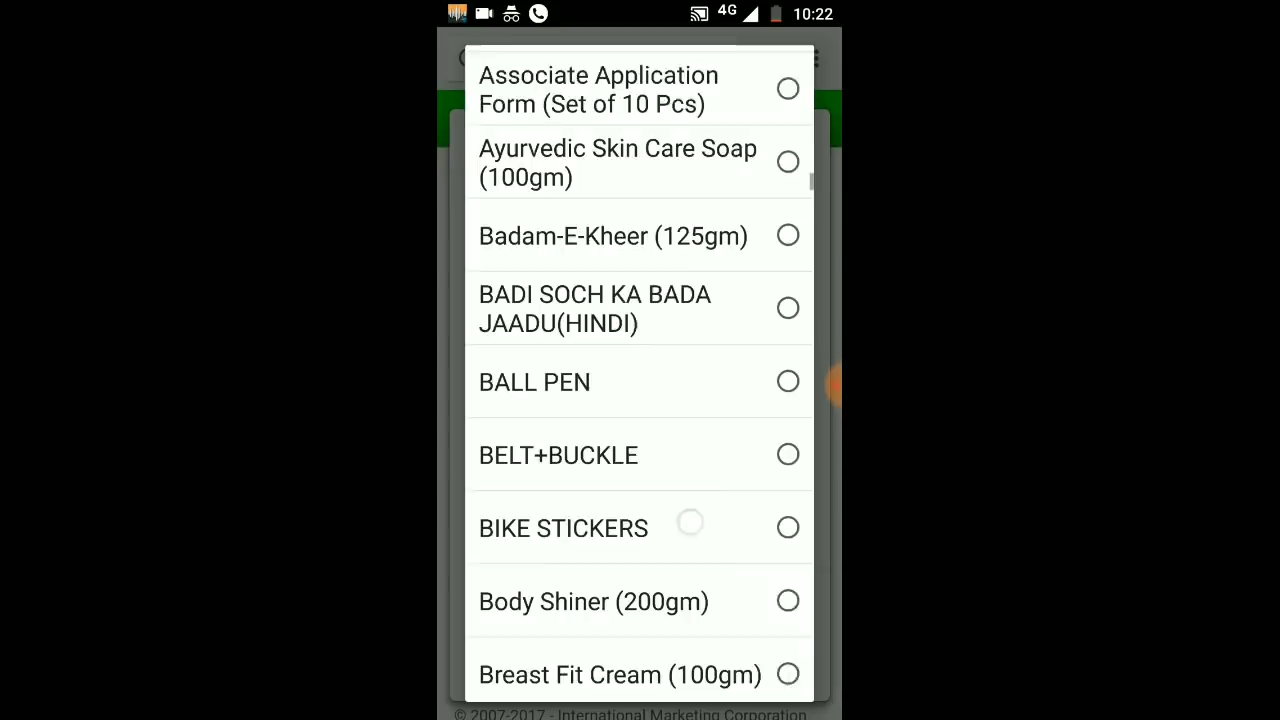 4G 10:22
Associate Application
Form (Set of 10 Pcs)
Ayurvedic Skin Care Soap
(100gm)
Badam-E-Kheer (125gm)
BADI SOCH KA BADA
JAADU(HINDI)
BALL PEN
BELT+BUCKLE
BIKE STICKERS
Body Shiner (200gm)
Breast Fit Cream (100gm)
© 2007-2017 - International Marketing Corporation